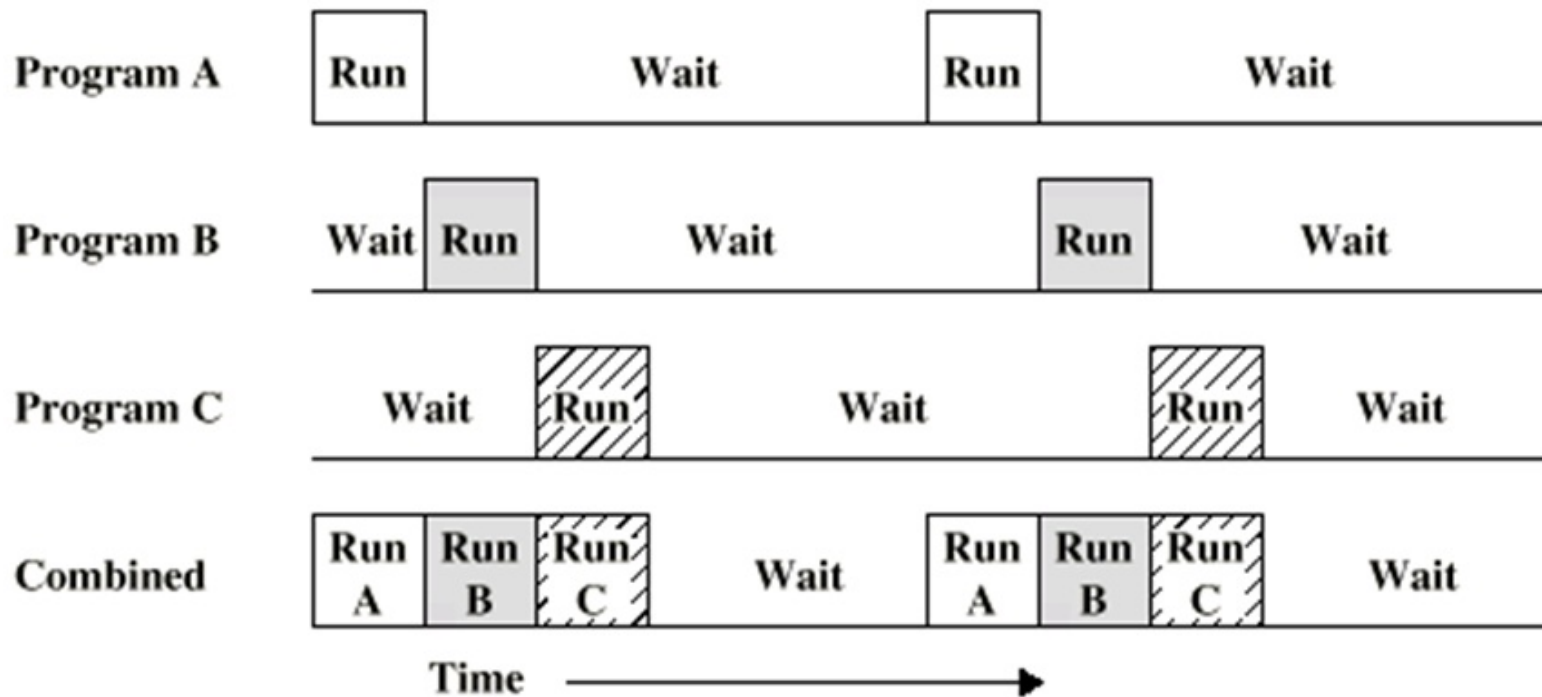 Program A Run Wait Run Wait
Program B Wait Run Wait Run Wait
Program C Wait Run Wait Run Wait
Combined Run A Run B Run C Wait Run A Run B Run C Wait
Time